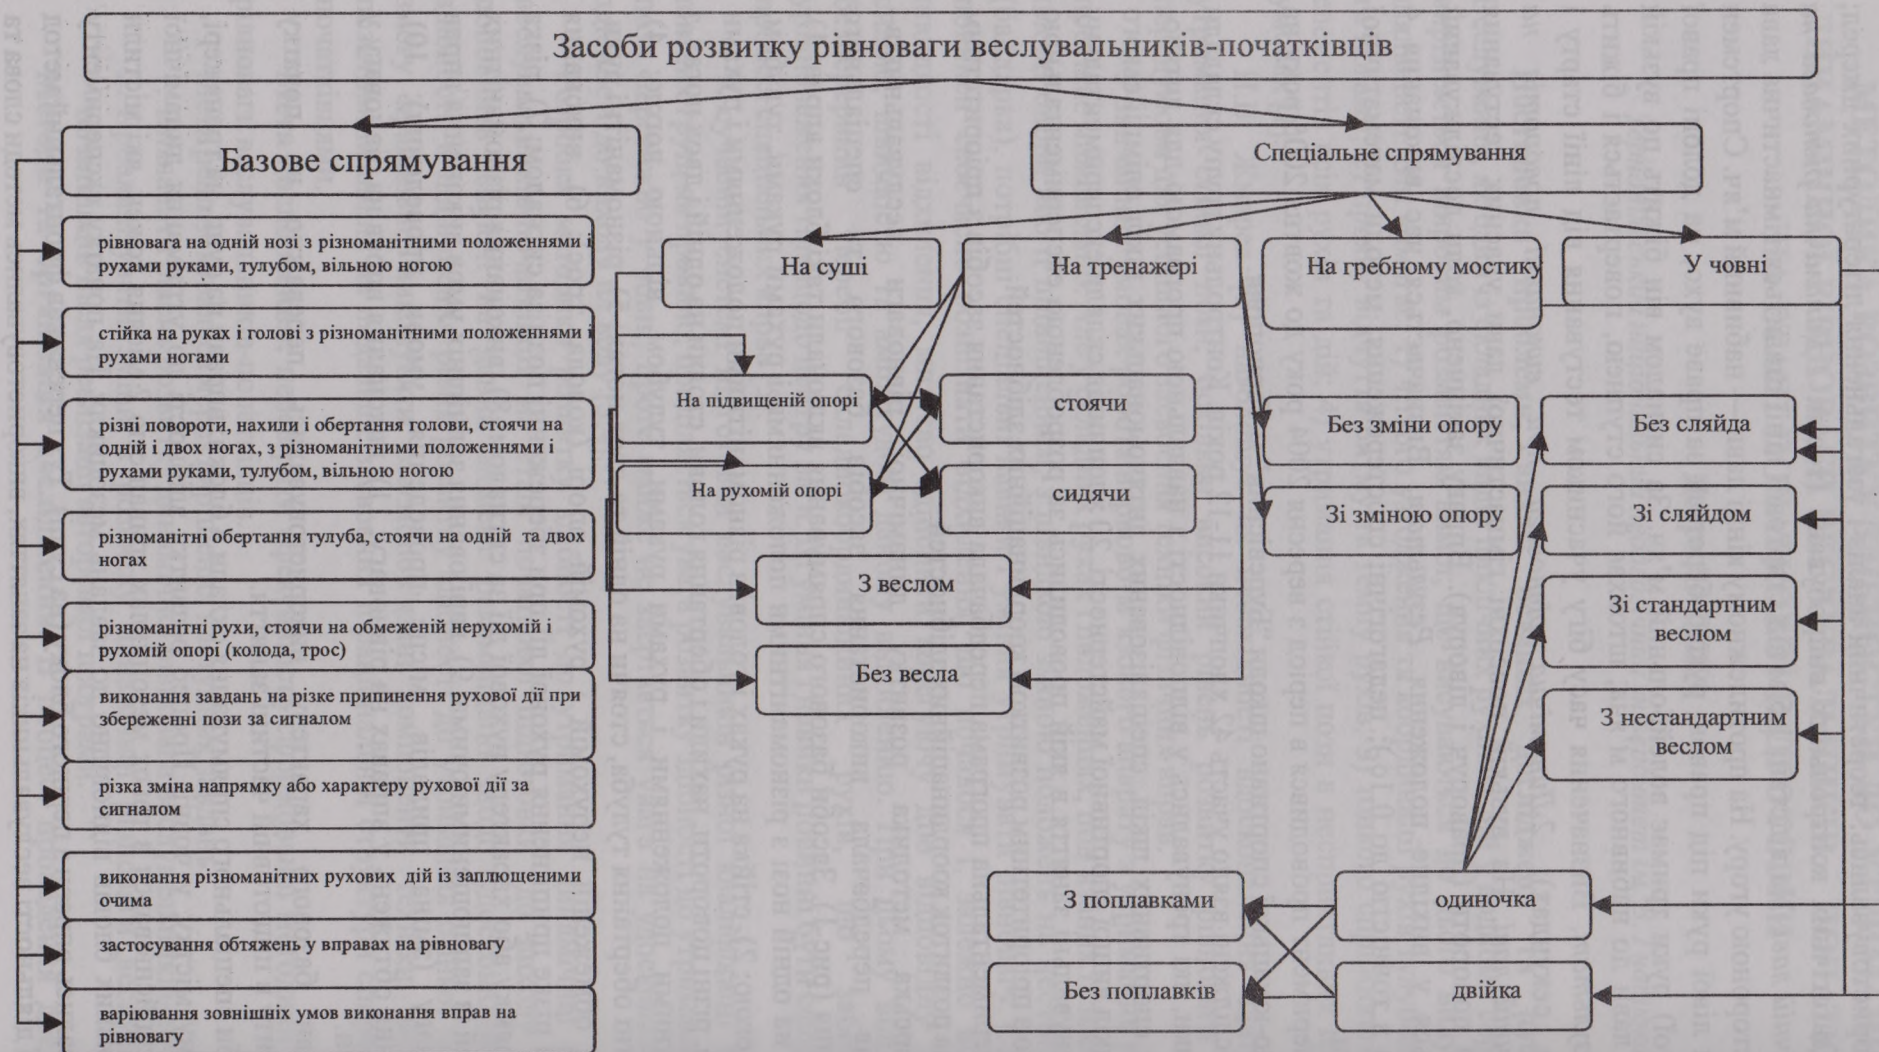 Засоби розвитку рівноваги веслувальників-початківців
Базове спрямування
Спеціальне спрямування
рівновага на одній нозі з різноманітними положеннями і
рухами руками, тулубом, вільною ногою
стійка на руках і голові з різноманітними положеннями і
рухами ногами
різні повороти, нахили і обертання голови, стоячи на
одній і двох ногах, з різноманітними положеннями і
рухами руками, тулубом, вільною ногою
різноманітні обертання тулуба, стоячи на одній та двох
ногах
різноманітні рухи, стоячи на обмеженій нерухомій і
рухомій опорі (колода, трос)
виконання завдань на різке припинення рухової дії при
збереженні пози за сигналом
різка зміна напрямку або характеру рухової дії за
сигналом
виконання різноманітних рухових дій із заплющеними
очима
застосування обтяжень у вправах на рівновагу
варіювання зовнішніх умов виконання вправ на
рівновагу
На суші
На тренажері
На гребному мостику
У човні
На підвищеній опорі
стоячи
Без зміни опору
Без сляйда
На рухомій опорі
сидячи
Зі зміною опору
Зі сляйдом
З веслом
Зі стандартним
веслом
Без весла
З нестандартним
веслом
З поплавками
одиночка
Без поплавків
двійка